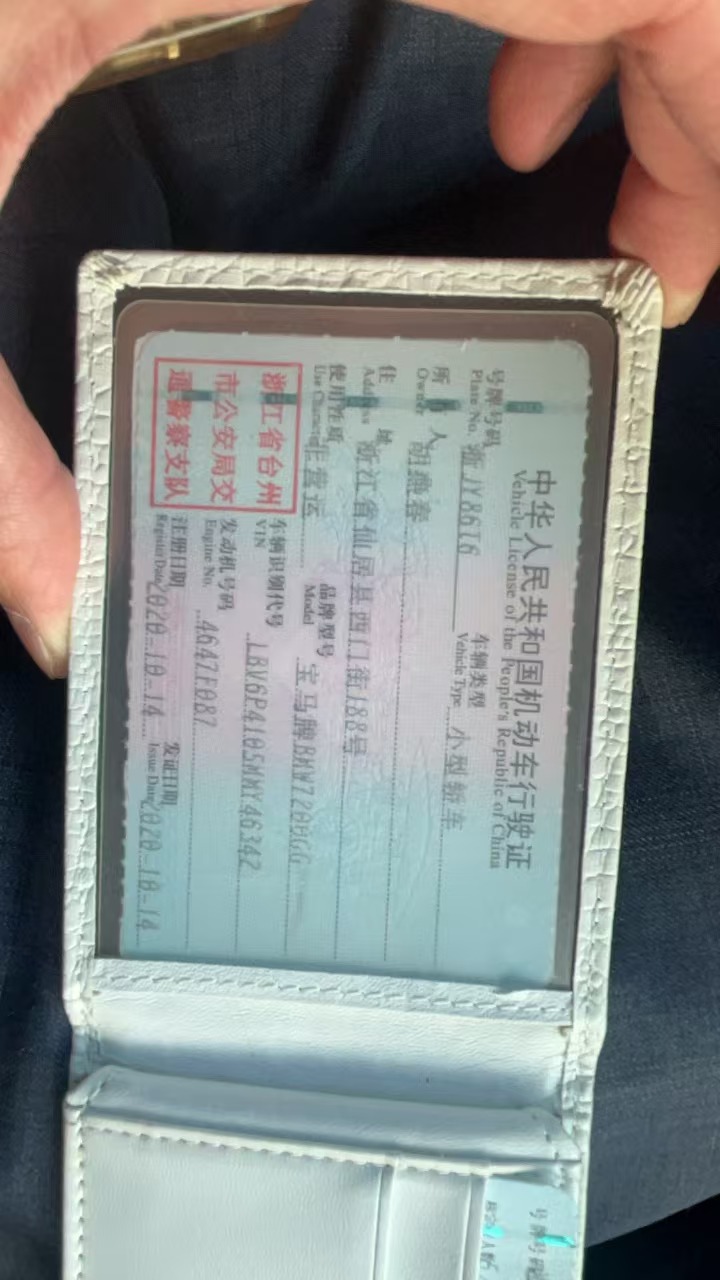 中华人民共和国机动车行驶证
Vehicle License of the People's Republic of China
号牌号码 浙JY86T6 车辆类型 小型轿车
Plate No. Vehicle Type
所 人 胡燕春
Owner
住 址 浙江省仙居县西门街188号
Address
使用性质 非营运 品牌型号 宝马牌BMW7200GG
Use Character Model
浙江省台州
市公安局交
通警察支队
车辆识别代号 LBV6P4105MMY46342
VIN
发动机号码 4647F087
Engine No.
注册日期 2020-10-14 发证日期 2020-10-14
Register Date Issue Date
号牌号码